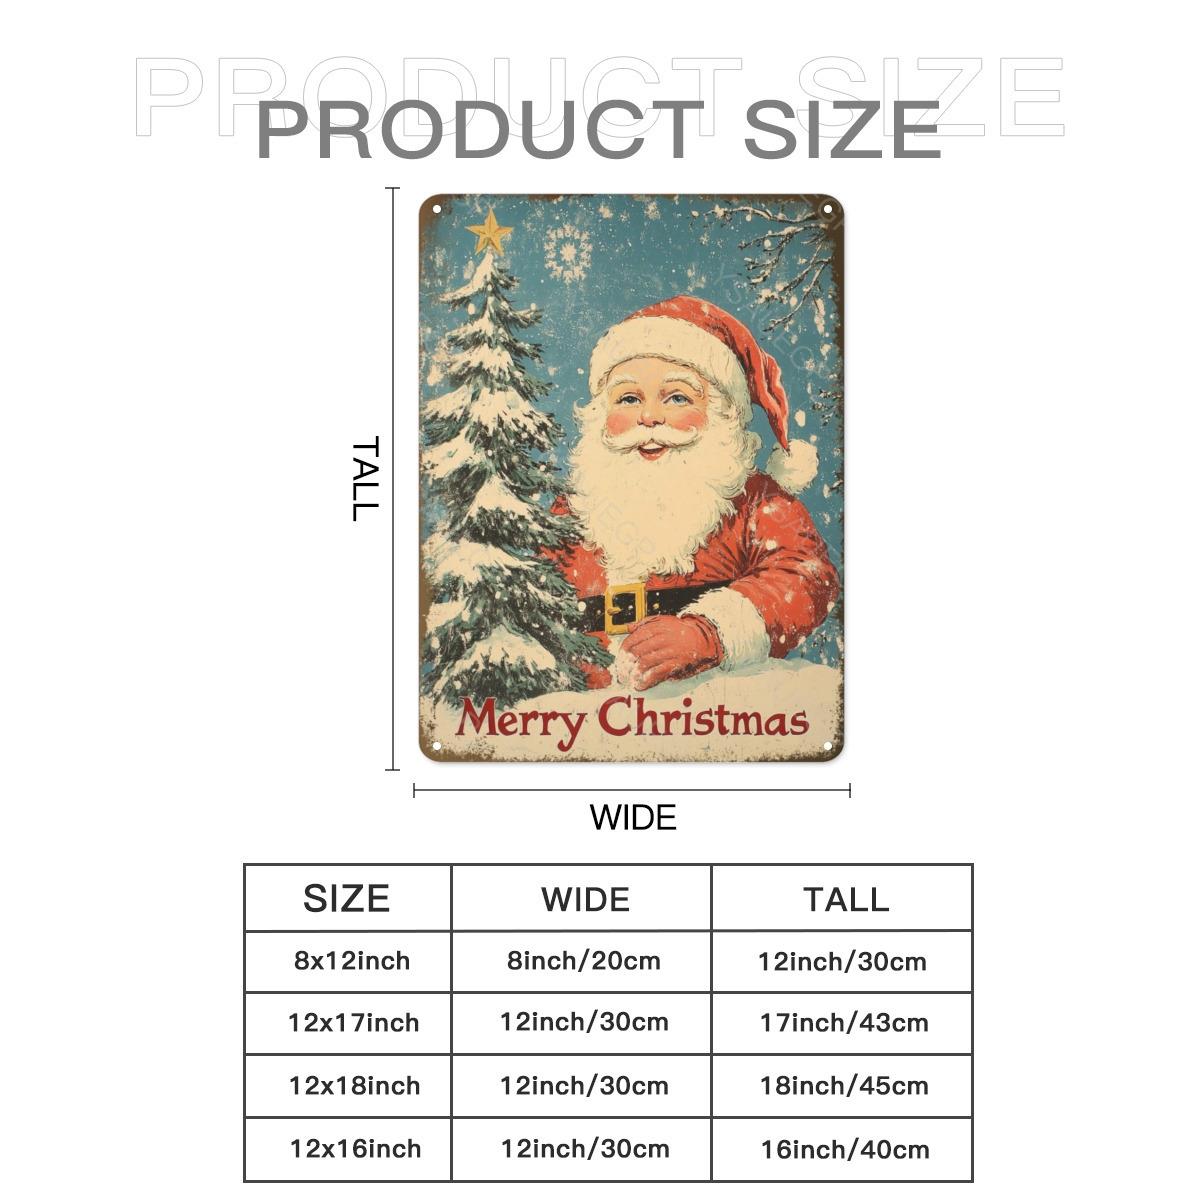 PRODUCT SIZE
PRODUCT SIZE
TALL
Merry Christmas
WIDE
SIZE WIDE TALL
8x12inch 8inch/20cm 12inch/30cm
12x17inch 12inch/30cm 17inch/43cm
12x18inch 12inch/30cm 18inch/45cm
12x16inch 12inch/30cm 16inch/40cm